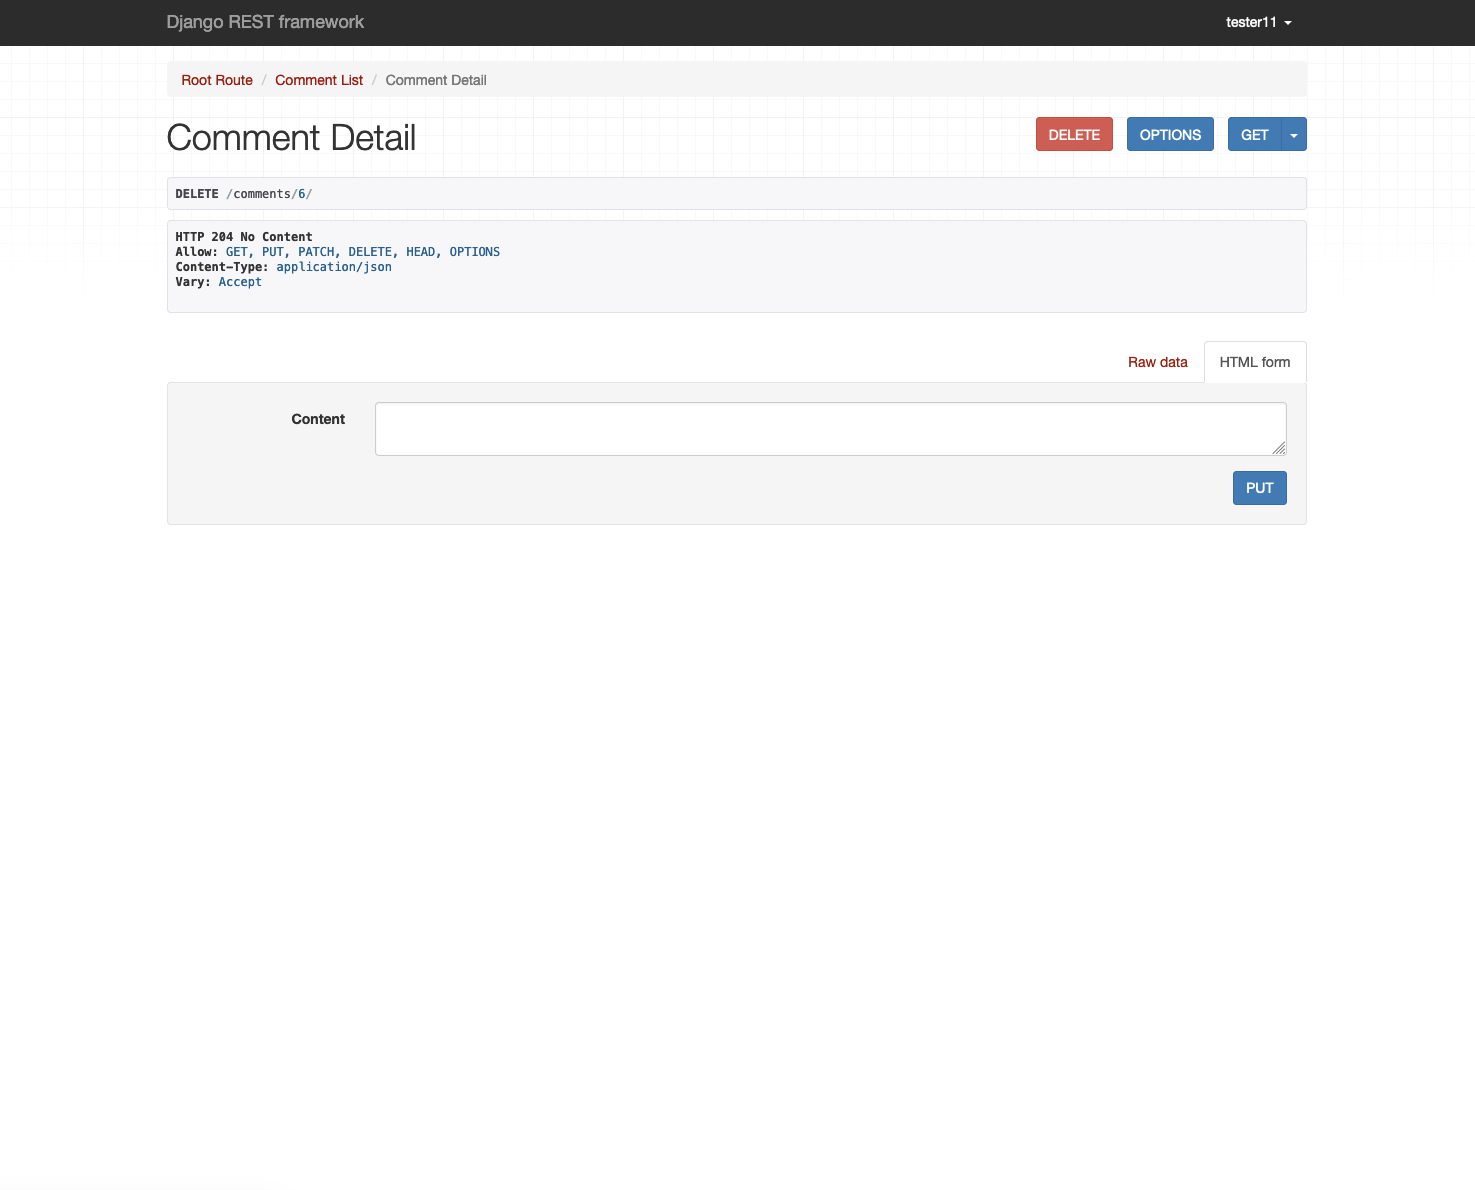 Django REST framework
tester11
Root Route / Comment List / Comment Detail
Comment Detail
DELETE
OPTIONS
GET
DELETE /comments/6/
HTTP 204 No Content
Allow: GET, PUT, PATCH, DELETE, HEAD, OPTIONS
Content-Type: application/json
Vary: Accept
Raw data
HTML form
Content
PUT